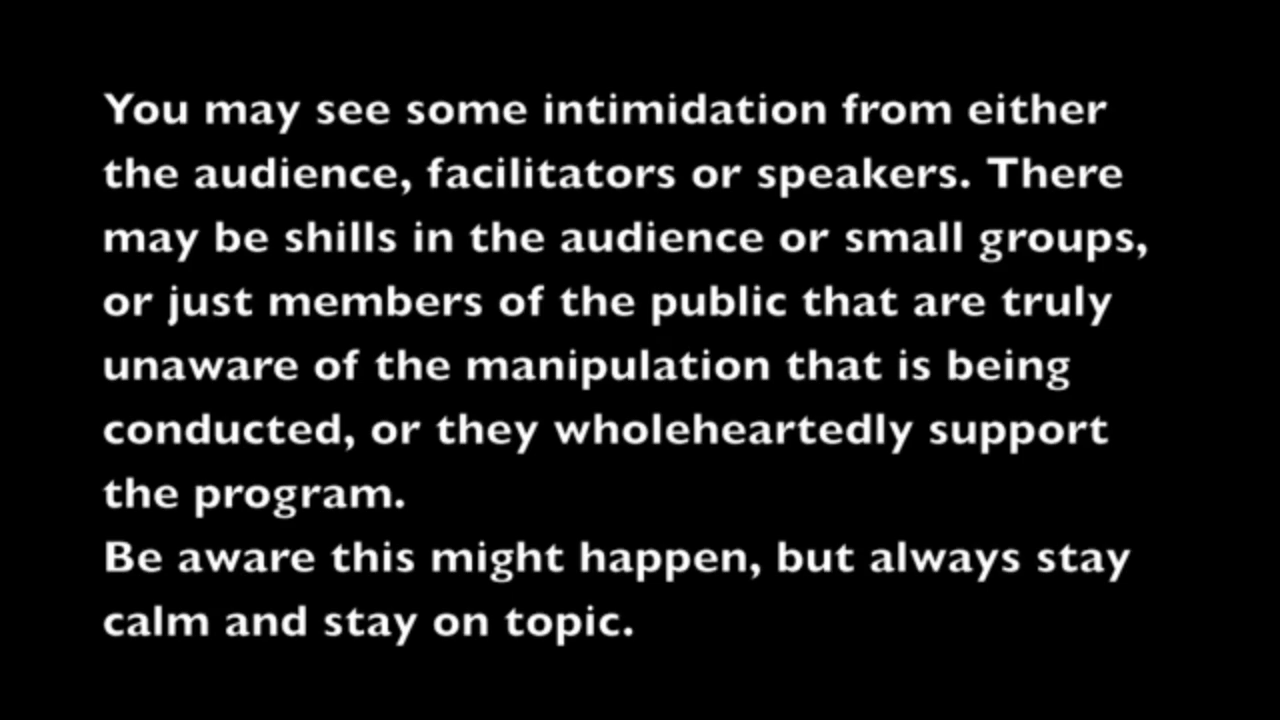 You may see some intimidation from either
the audience, facilitators or speakers. There
may be shills in the audience or small groups,
or just members of the public that are truly
unaware of the manipulation that is being
conducted, or they wholeheartedly support
the program.
Be aware this might happen, but always stay
calm and stay on topic.